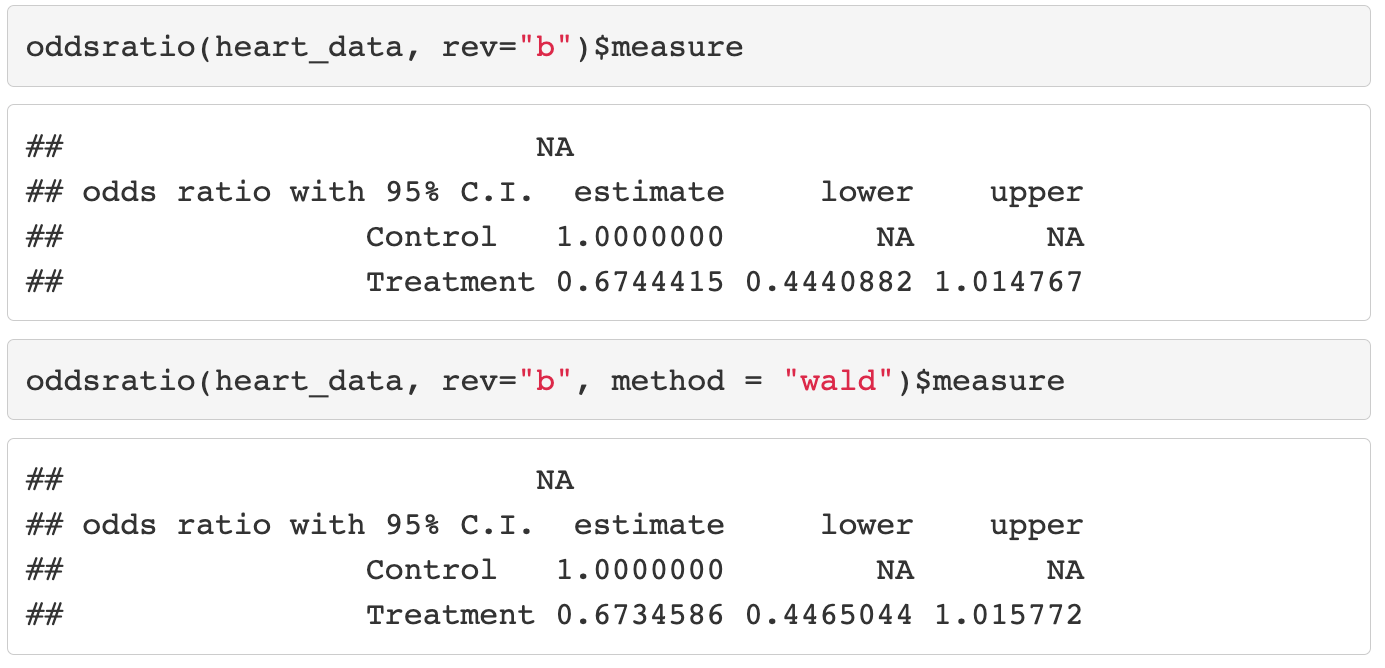 oddsratio(heart_data, rev="b")$measure
##                         NA
## odds ratio with 95% C.I.  estimate     lower    upper
##                Control   1.0000000        NA       NA
##                Treatment 0.6744415 0.4440882 1.014767
oddsratio(heart_data, rev="b", method = "wald")$measure
##                         NA
## odds ratio with 95% C.I.  estimate     lower    upper
##                Control   1.0000000        NA       NA
##                Treatment 0.6734586 0.4465044 1.015772